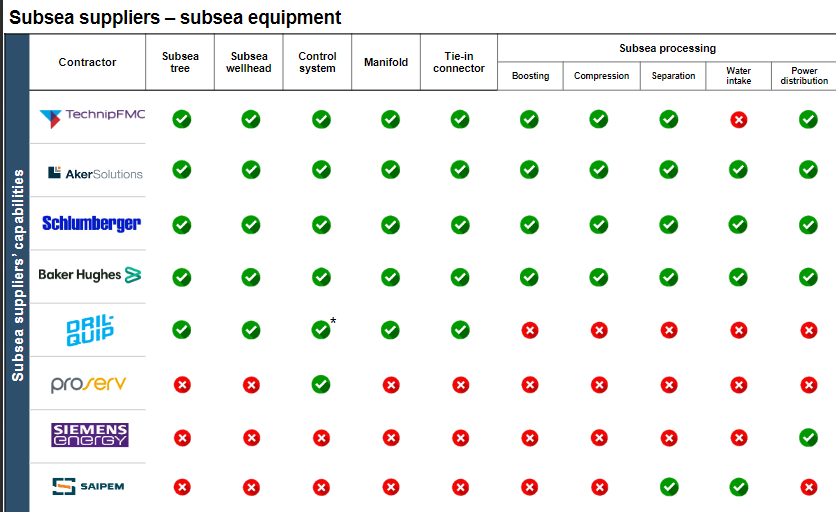 Subsea suppliers – subsea equipment
Contractor
Subsea
tree
Subsea
wellhead
Control
system
Manifold
Tie-in
connector
Subsea processing
Boosting
Compression
Separation
Water
intake
Power
distribution
Subsea suppliers' capabilities
TechnipFMC
AkerSolutions
Schlumberger
Baker Hughes
DRIL-
QUIP
*
proserv
SIEMENS
energy
SAIPEM